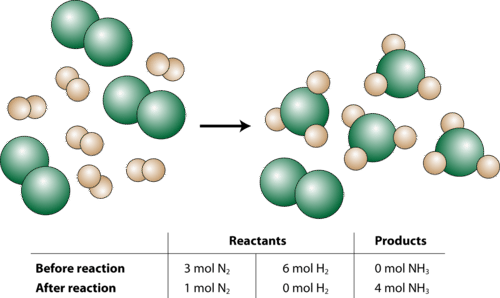 Reactants Products
Before reaction 3 mol N₂ 6 mol H₂ 0 mol NH₃
After reaction 1 mol N₂ 0 mol H₂ 4 mol NH₃